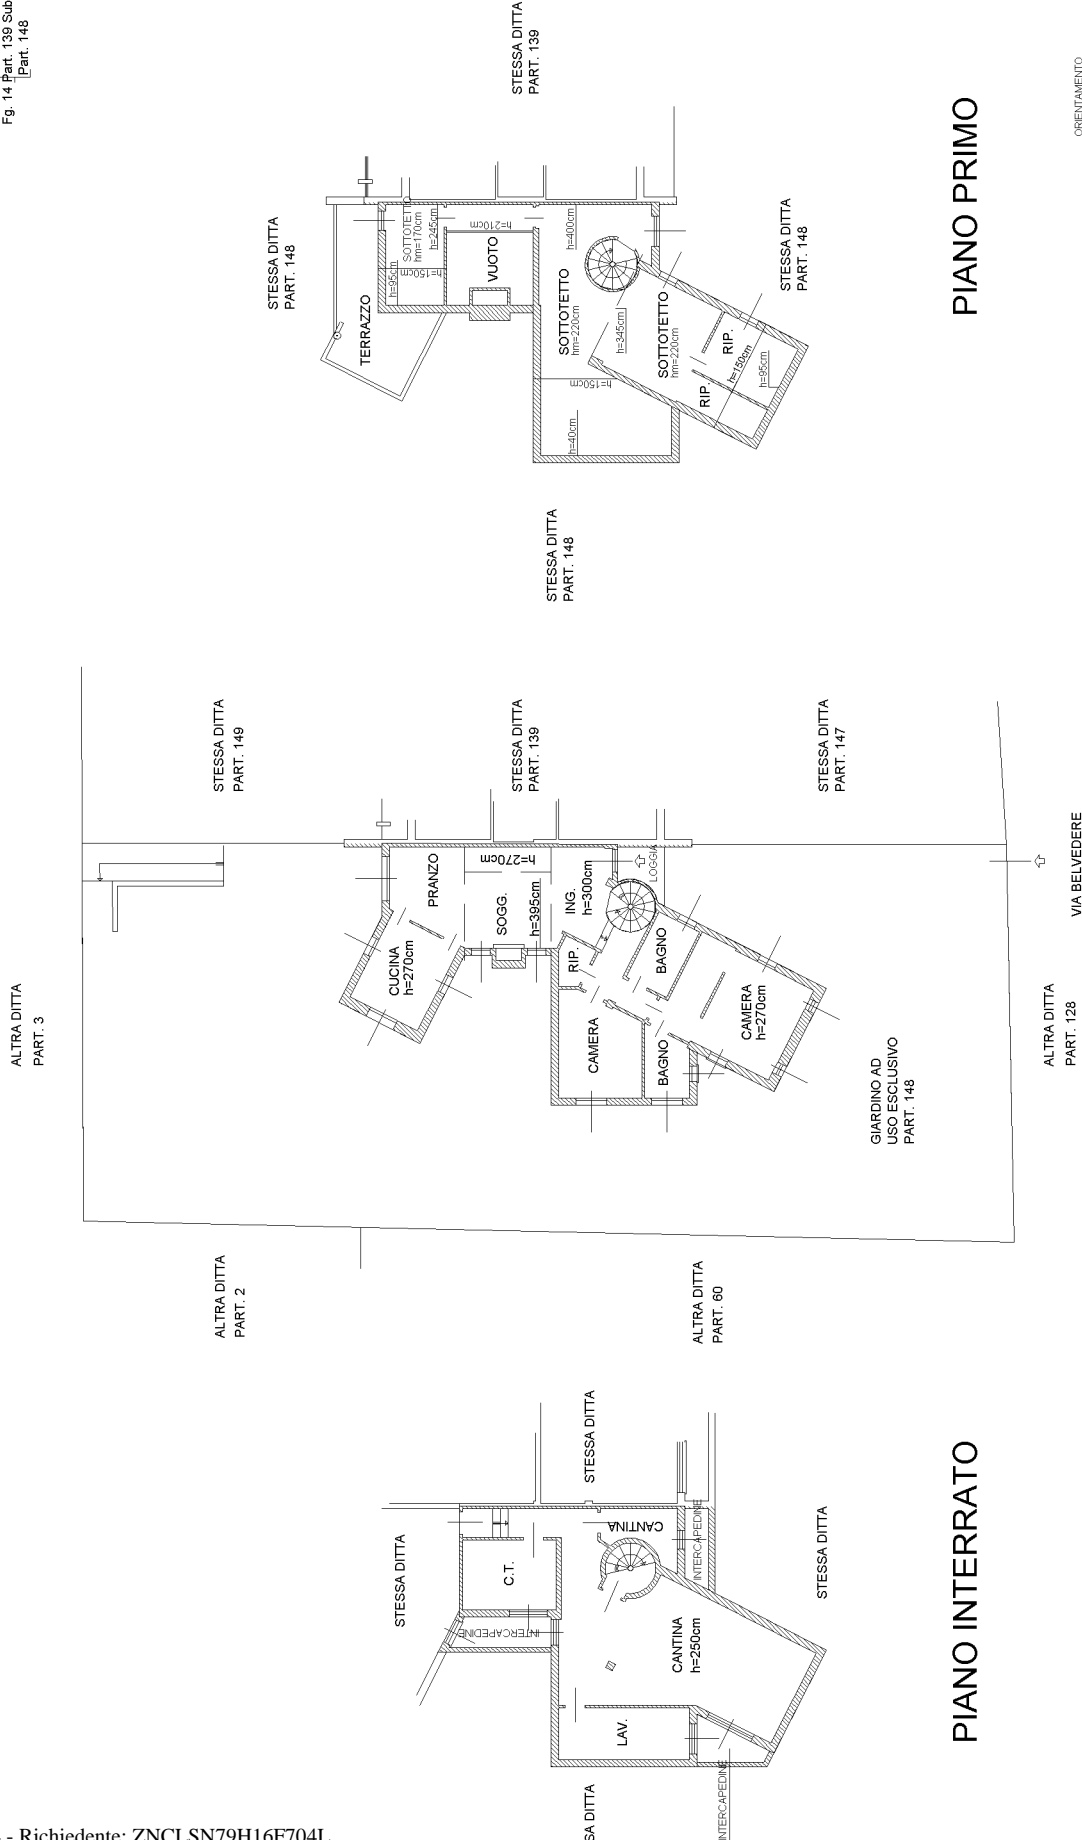 Fg. 14 Part. 139 Sub
Part. 148
ORIENTAMENTO
PIANO PRIMO
STESSA DITTA
PART. 139
STESSA DITTA
PART. 148
STESSA DITTA
PART. 148
STESSA DITTA
PART. 148
TERRAZZO
h=95cm
SOTTOTETTO
hm=170cm
h=245cm
h=150cm
h=210cm
VUOTO
h=400cm
SOTTOTETTO
hm=220cm
h=345cm
SOTTOTETTO
hm=220cm
RIP.
h=150cm
h=95cm
RIP.
h=150cm
h=40cm
ALTRA DITTA
PART. 3
STESSA DITTA
PART. 149
STESSA DITTA
PART. 139
STESSA DITTA
PART. 147
VIA BELVEDERE
ALTRA DITTA
PART. 128
PRANZO
h=270cm
CUCINA
h=270cm
SOGG.
h=395cm
ING.
h=300cm
LOGGIA
RIP.
BAGNO
CAMERA
BAGNO
CAMERA
h=270cm
GIARDINO AD
USO ESCLUSIVO
PART. 148
ALTRA DITTA
PART. 2
ALTRA DITTA
PART. 60
PIANO INTERRATO
STESSA DITTA
STESSA DITTA
STESSA DITTA
C.T.
CANTINA
INTERCAPEDINE
INTERCAPEDINE
CANTINA
h=250cm
LAV.
INTERCAPEDINE
SA DITTA
- Richiedente: ZNCLSN79H16F704L